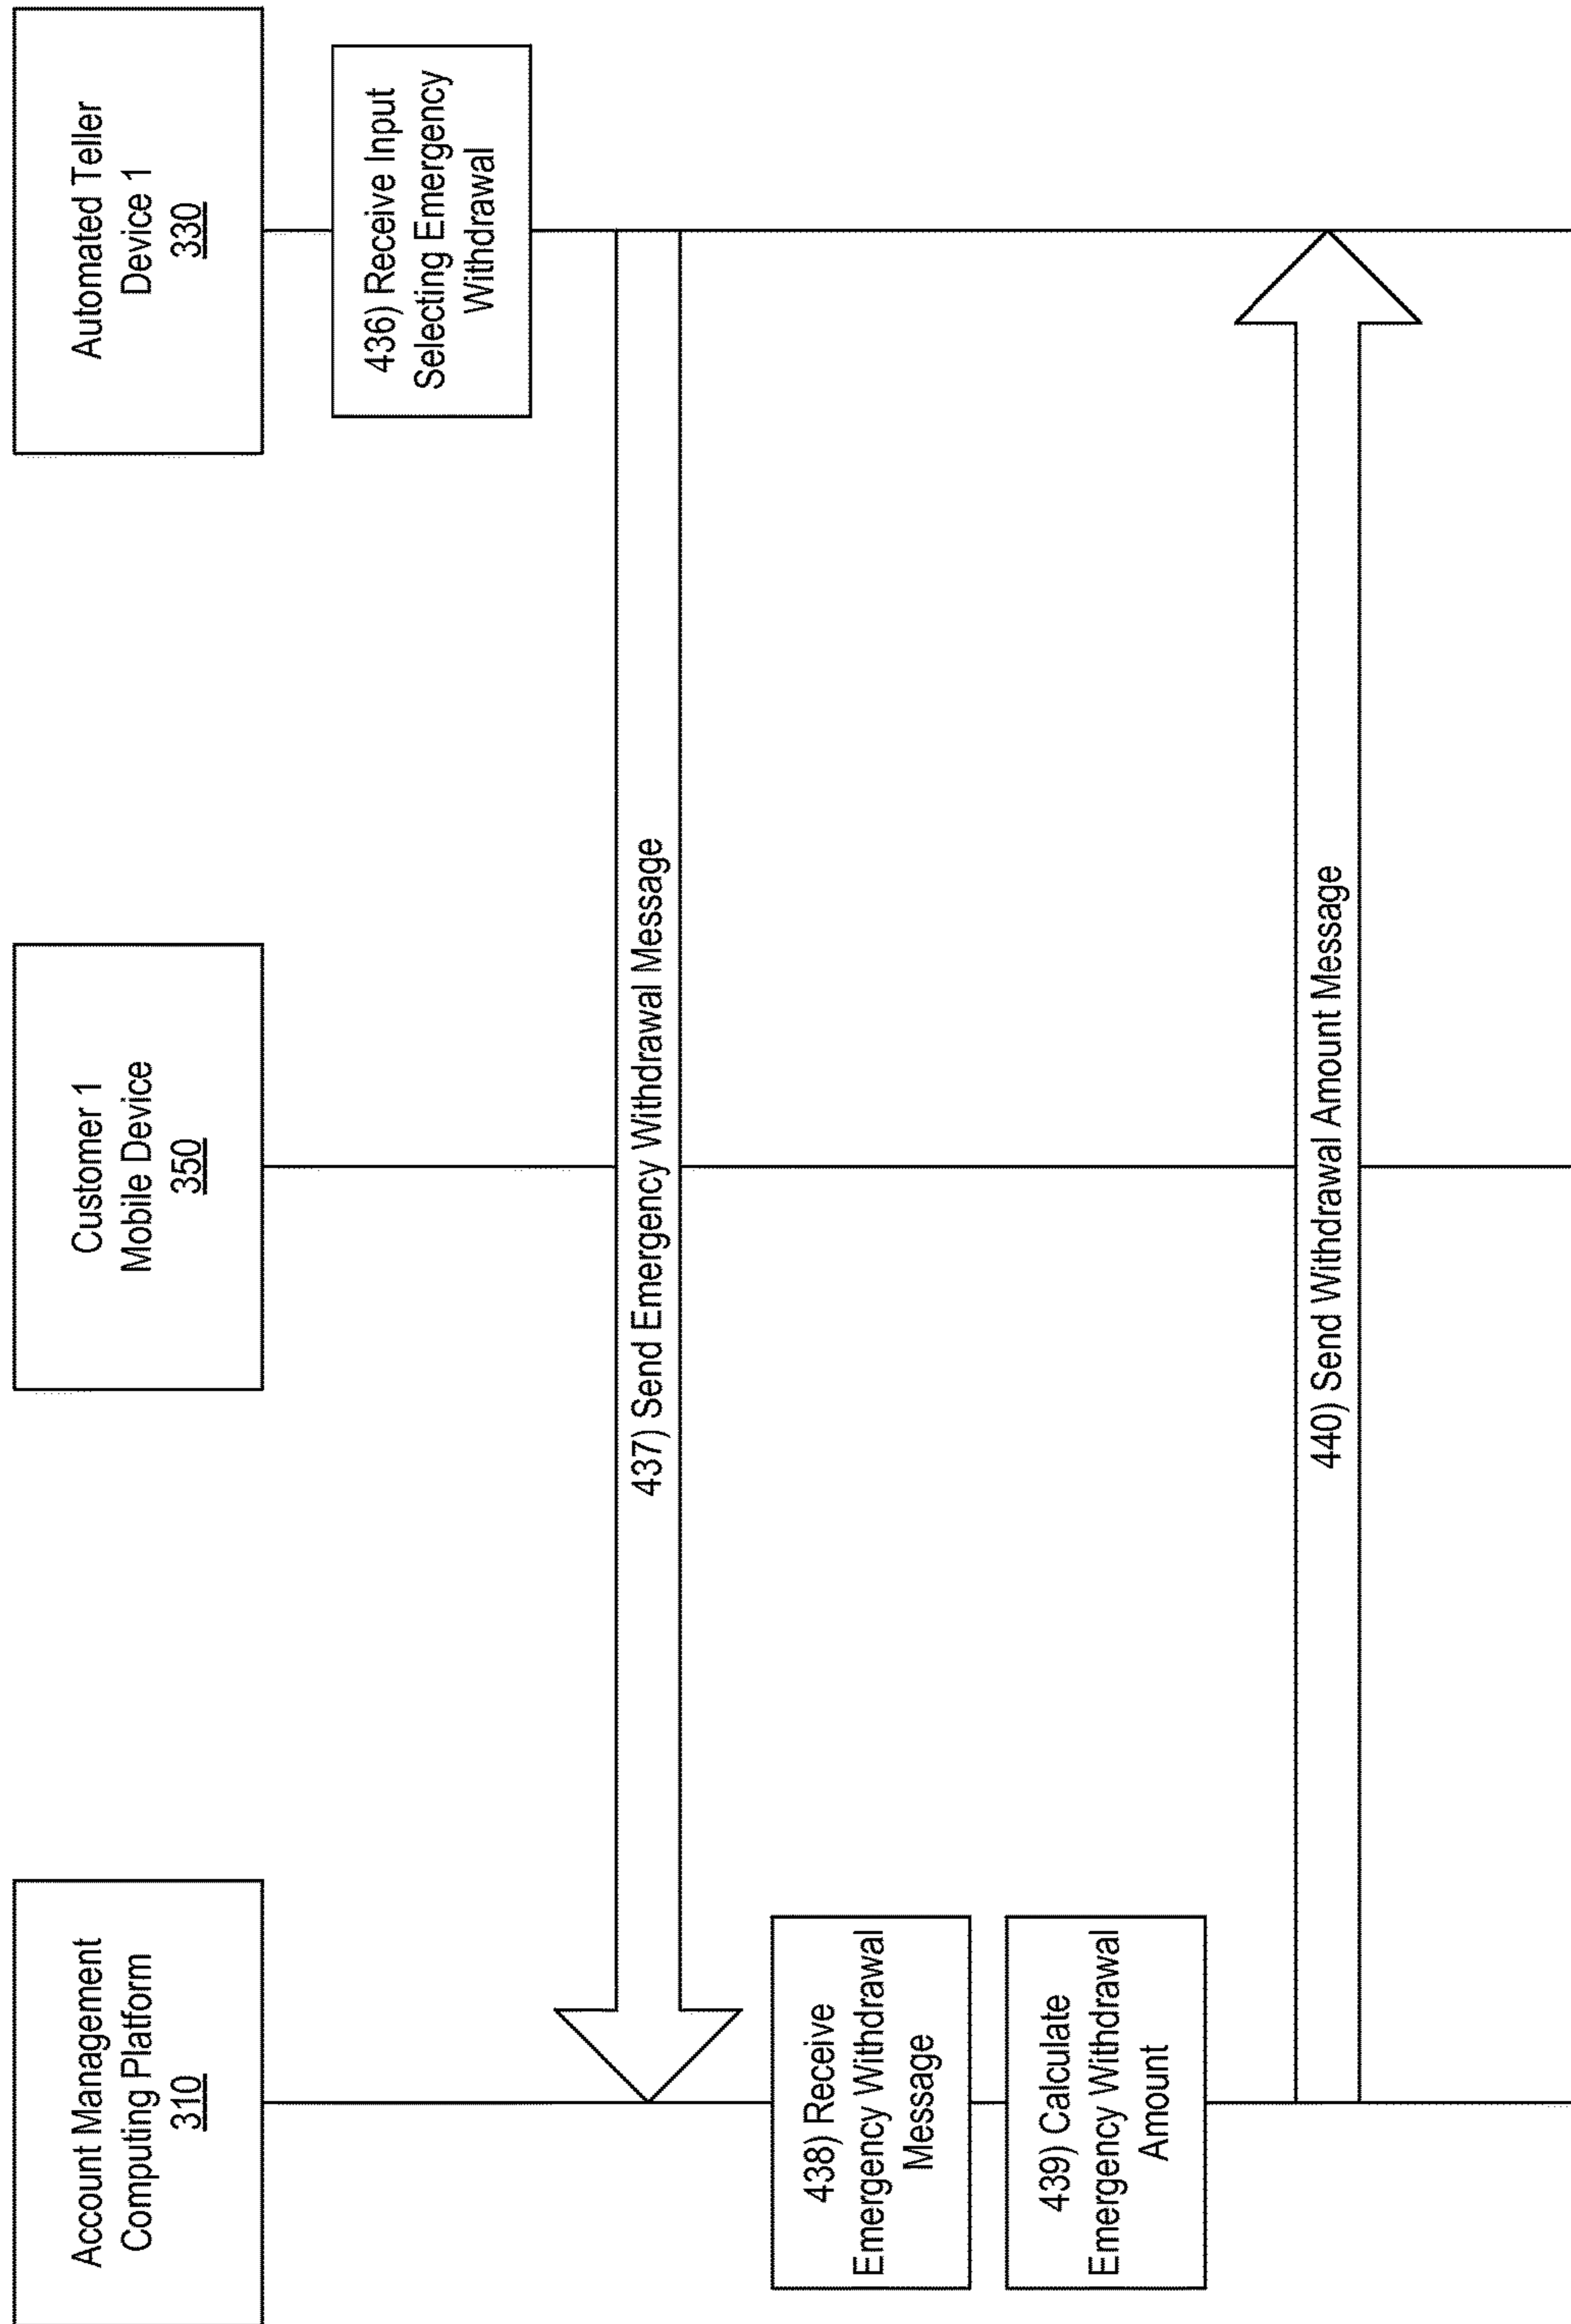 Account Management
Computing Platform
310
Customer 1
Mobile Device
350
Automated Teller
Device 1
330
436) Receive Input
Selecting Emergency
Withdrawal
437) Send Emergency Withdrawal Message
438) Receive
Emergency Withdrawal
Message
439) Calculate
Emergency Withdrawal
Amount
440) Send Withdrawal Amount Message